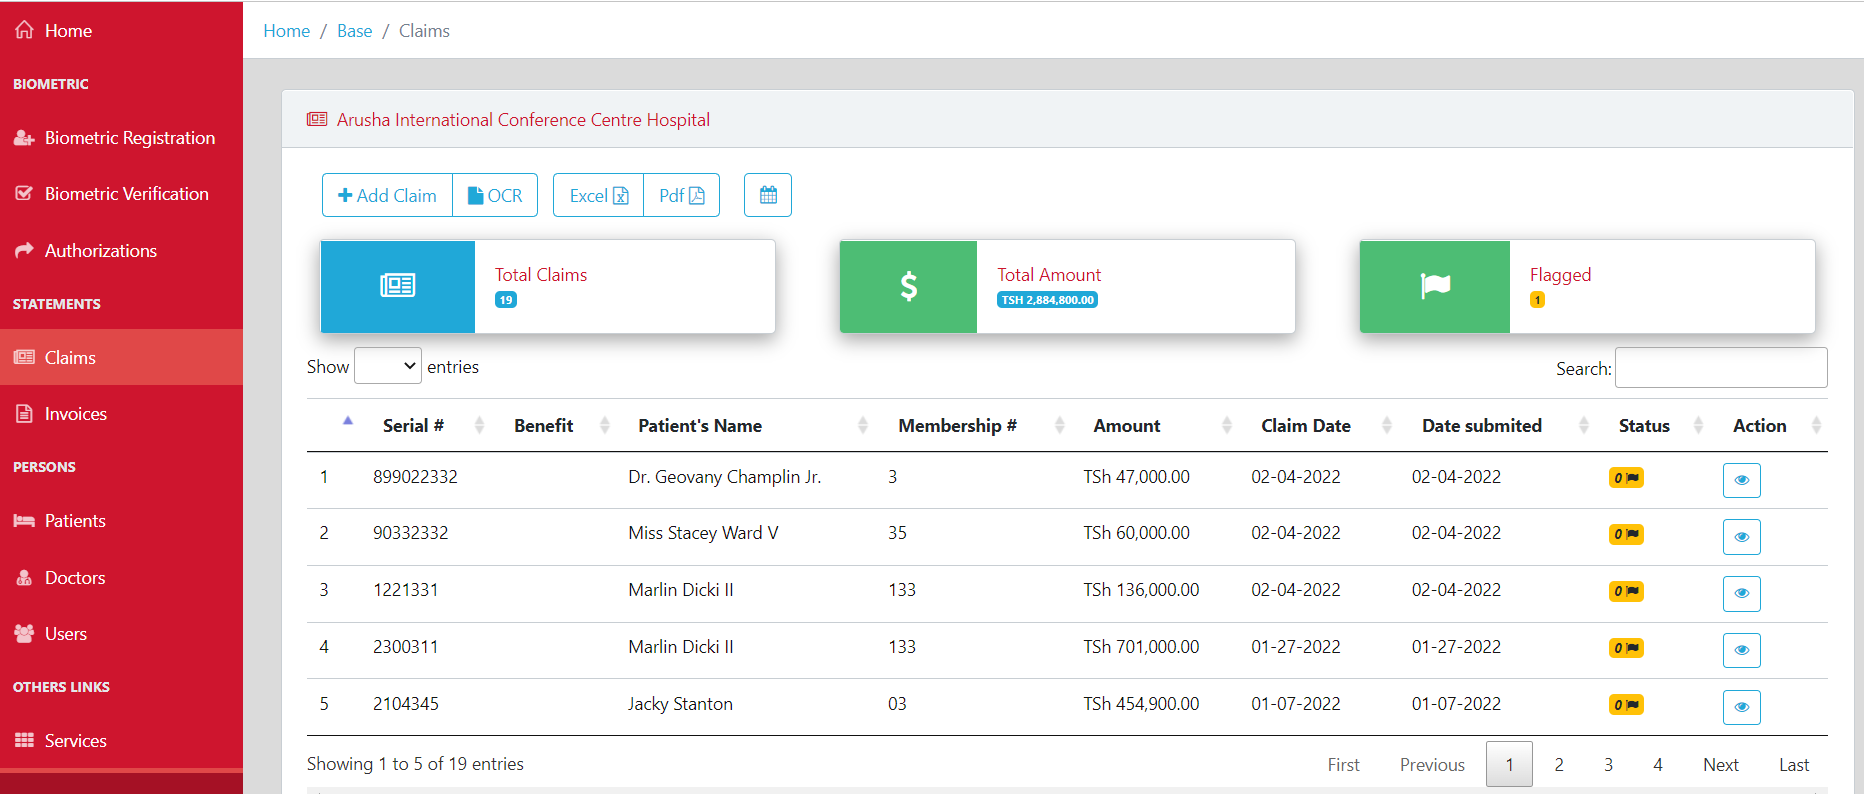 Home
BIOMETRIC
Biometric Registration
Biometric Verification
Authorizations
STATEMENTS
Claims
Invoices
PERSONS
Patients
Doctors
Users
OTHERS LINKS
Services
Home / Base / Claims
Arusha International Conference Centre Hospital
Add Claim OCR Excel Pdf
Total Claims
19
Total Amount
TSH 2,884,800.00
Flagged
1
Show entries Search:
Serial # Benefit Patient's Name Membership # Amount Claim Date Date submited Status Action
1 899022332 Dr. Geovany Champlin Jr. 3 TSh 47,000.00 02-04-2022 02-04-2022 0
2 90332332 Miss Stacey Ward V 35 TSh 60,000.00 02-04-2022 02-04-2022 0
3 1221331 Marlin Dicki II 133 TSh 136,000.00 02-04-2022 02-04-2022 0
4 2300311 Marlin Dicki II 133 TSh 701,000.00 01-27-2022 01-27-2022 0
5 2104345 Jacky Stanton 03 TSh 454,900.00 01-07-2022 01-07-2022 0
Showing 1 to 5 of 19 entries First Previous 1 2 3 4 Next Last